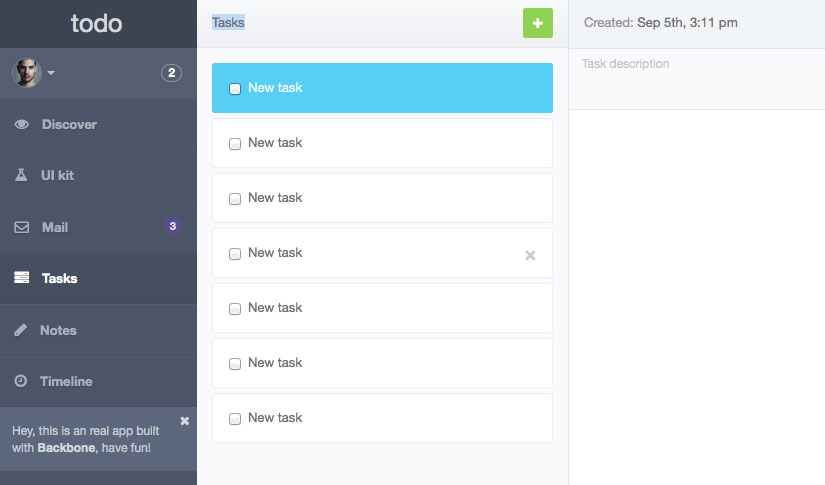 todo
2
Discover
UI kit
Mail
3
Tasks
Notes
Timeline
Hey, this is an real app built
with Backbone, have fun!
Tasks
New task
New task
New task
New task
New task
New task
New task
Created: Sep 5th, 3:11 pm
Task description